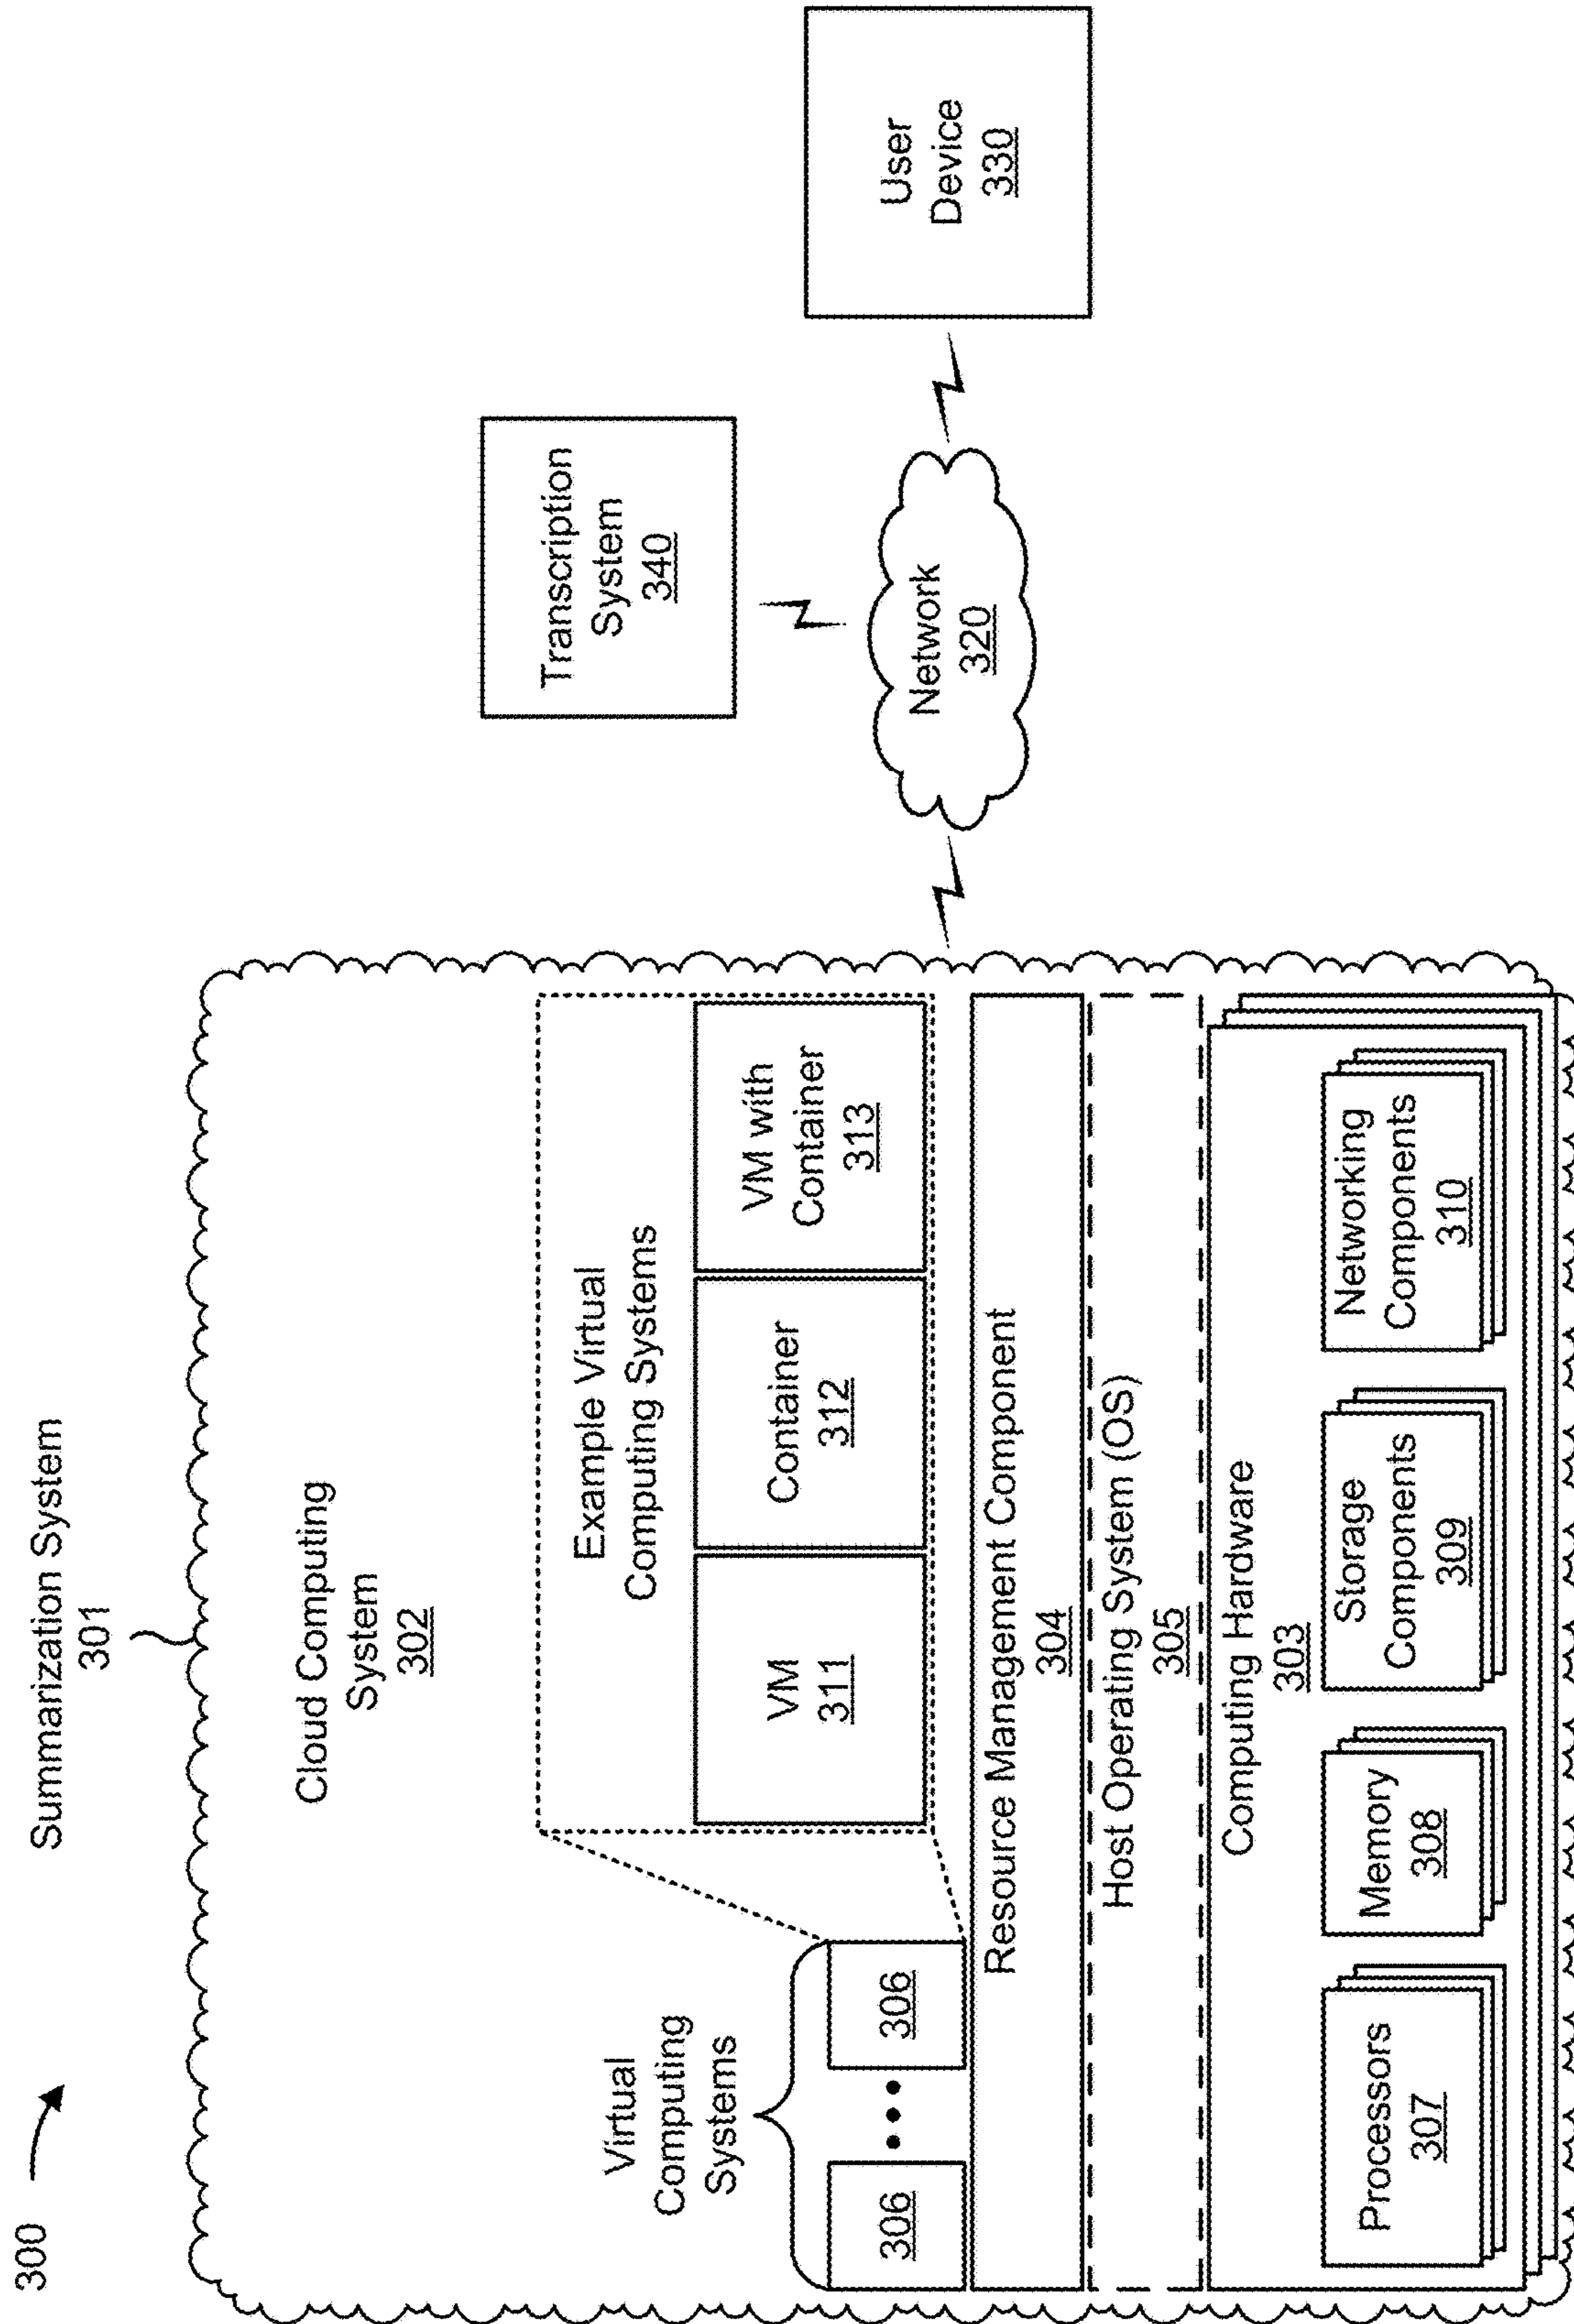 300
Summarization System
301
Cloud Computing
System
302
Example Virtual
Computing Systems
VM
311
Container
312
VM with
Container
313
Virtual
Computing
Systems
306
306
Resource Management Component
304
Host Operating System (OS)
305
Computing Hardware
303
Processors
307
Memory
308
Storage
Components
309
Networking
Components
310
Transcription
System
340
Network
320
User
Device
330